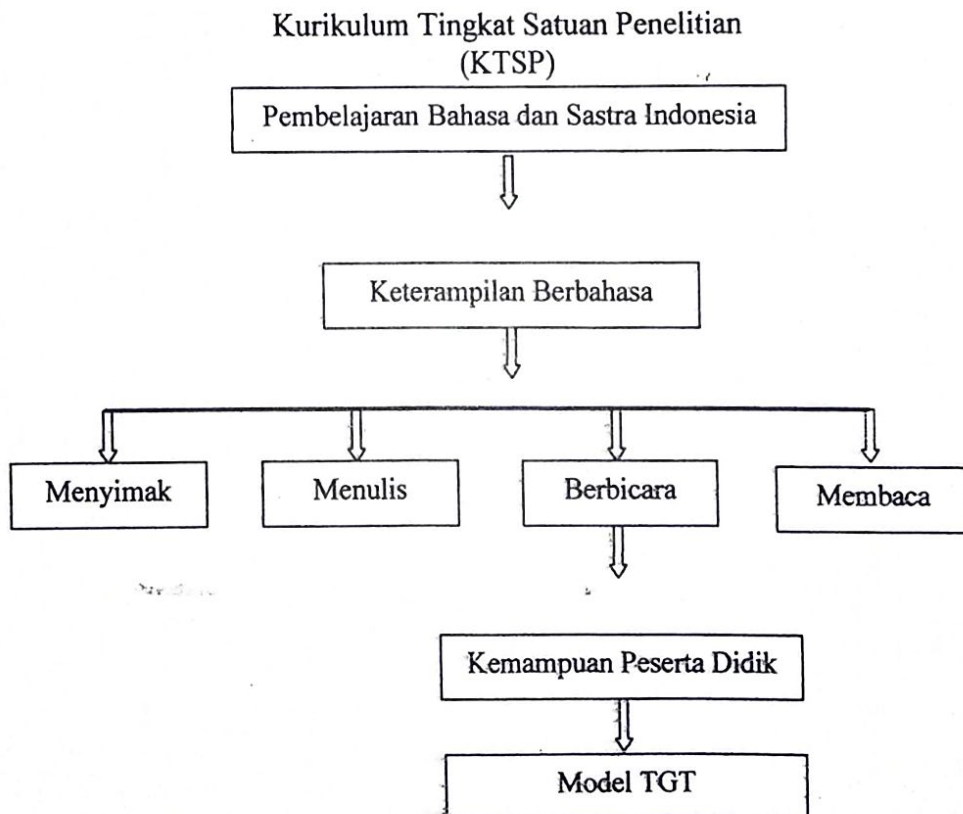 Kurikulum Tingkat Satuan Penelitian
(KTSP)
Pembelajaran Bahasa dan Sastra Indonesia
Keterampilan Berbahasa
Menyimak
Menulis
Berbicara
Membaca
Kemampuan Peserta Didik
Model TGT